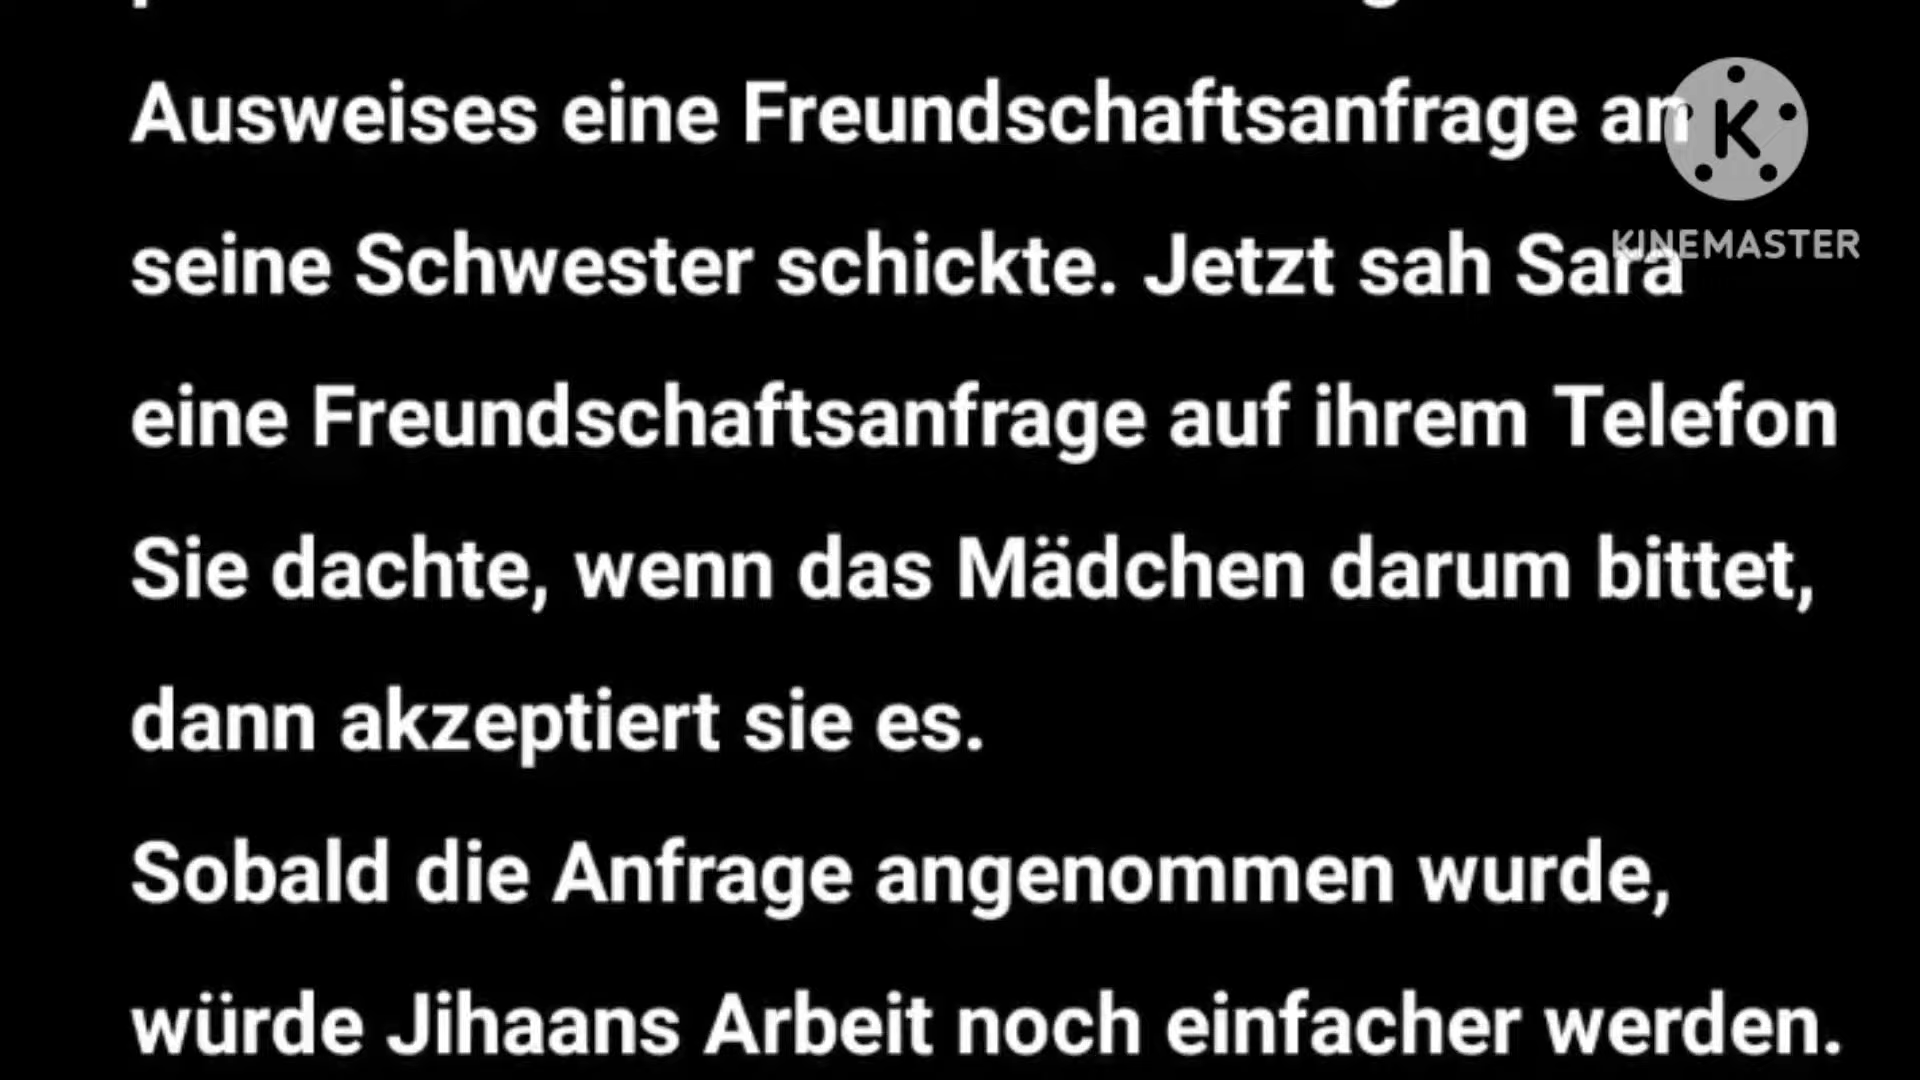 Ausweises eine Freundschaftsanfrage an
seine Schwester schickte. Jetzt sah Sara
eine Freundschaftsanfrage auf ihrem Telefon
Sie dachte, wenn das Mädchen darum bittet,
dann akzeptiert sie es.
Sobald die Anfrage angenommen wurde,
würde Jihaans Arbeit noch einfacher werden.
K
KINEMASTER